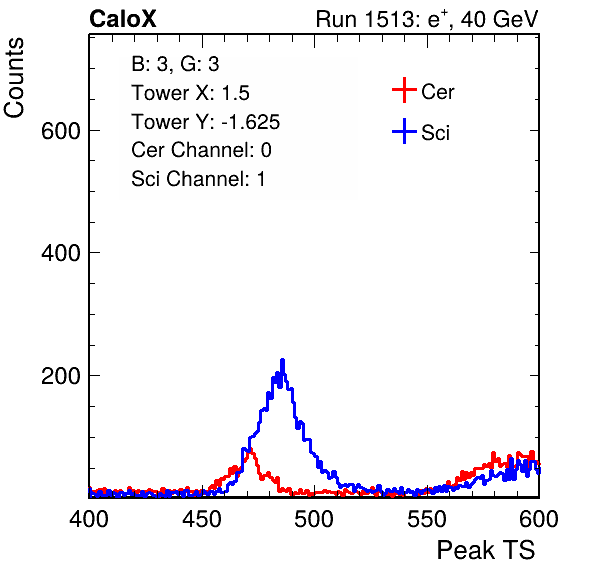 CaloX Run 1513: e⁺, 40 GeV
Counts
B: 3, G: 3
Tower X: 1.5
Tower Y: -1.625
Cer Channel: 0
Sci Channel: 1
Cer
Sci
600
400
200
400 450 500 550 600
Peak TS